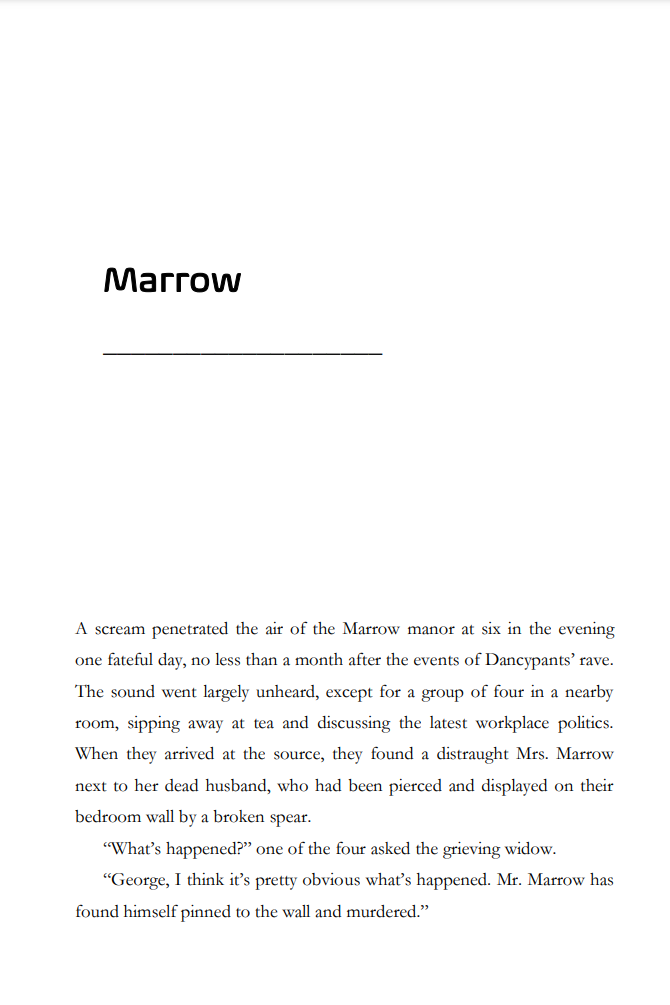 Marrow
A scream penetrated the air of the Marrow manor at six in the evening
one fateful day, no less than a month after the events of Dancypants’ rave.
The sound went largely unheard, except for a group of four in a nearby
room, sipping away at tea and discussing the latest workplace politics.
When they arrived at the source, they found a distraught Mrs. Marrow
next to her dead husband, who had been pierced and displayed on their
bedroom wall by a broken spear.
“What’s happened?” one of the four asked the grieving widow.
“George, I think it’s pretty obvious what’s happened. Mr. Marrow has
found himself pinned to the wall and murdered.”